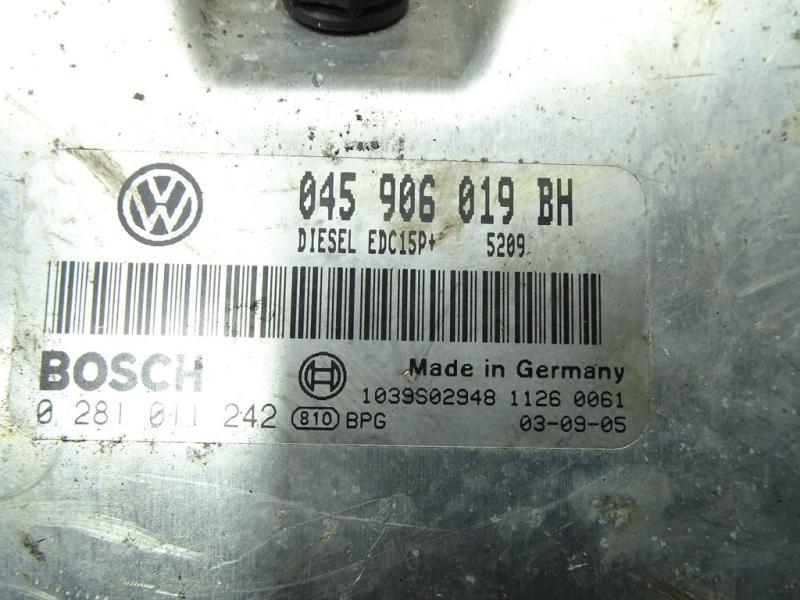 045 906 019 BH
DIESEL EDC15P+ 5209
BOSCH
Made in Germany
1039S02948 1126 0061
0 281 011 242 810 BPG 03-09-05